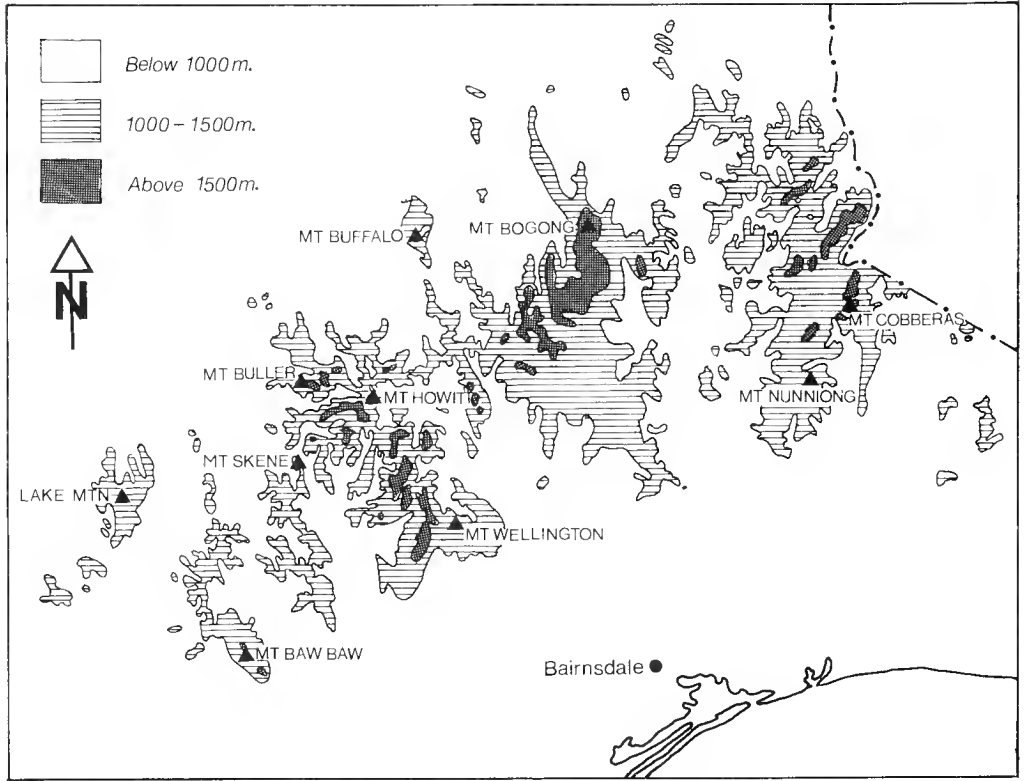 Below 1000m.
1000-1500m.
Above 1500m.
N
MT BUFFALO
MT BOGONG
MT COBBERAS
MT BULLER
MT HOWITT
MT NUNNIONG
MT SKENE
LAKE MTN
MT WELLINGTON
MT BAW BAW
Bairnsdale